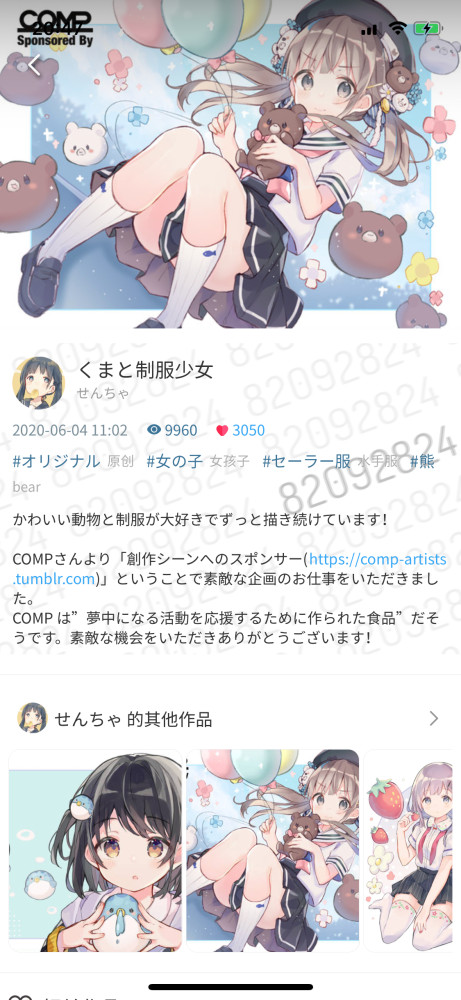 COMP
Sponsored By
20:47
くまと制服少女
せんちゃ
2020-06-04 11:02 9960 3050
#オリジナル 原创 #女の子 女孩子 #セーラー服 水手服 #熊
bear
かわいい動物と制服が大好きでずっと描き続けています!
COMPさんより「創作シーンへのスポンサー(https://comp-artists
.tumblr.com)」ということで素敵な企画のお仕事をいただきまし
た。
COMP は”夢中になる活動を応援するために作られた食品”だそ
うです。素敵な機会をいただきありがとうございます!
82092824
せんちゃ 的其他作品